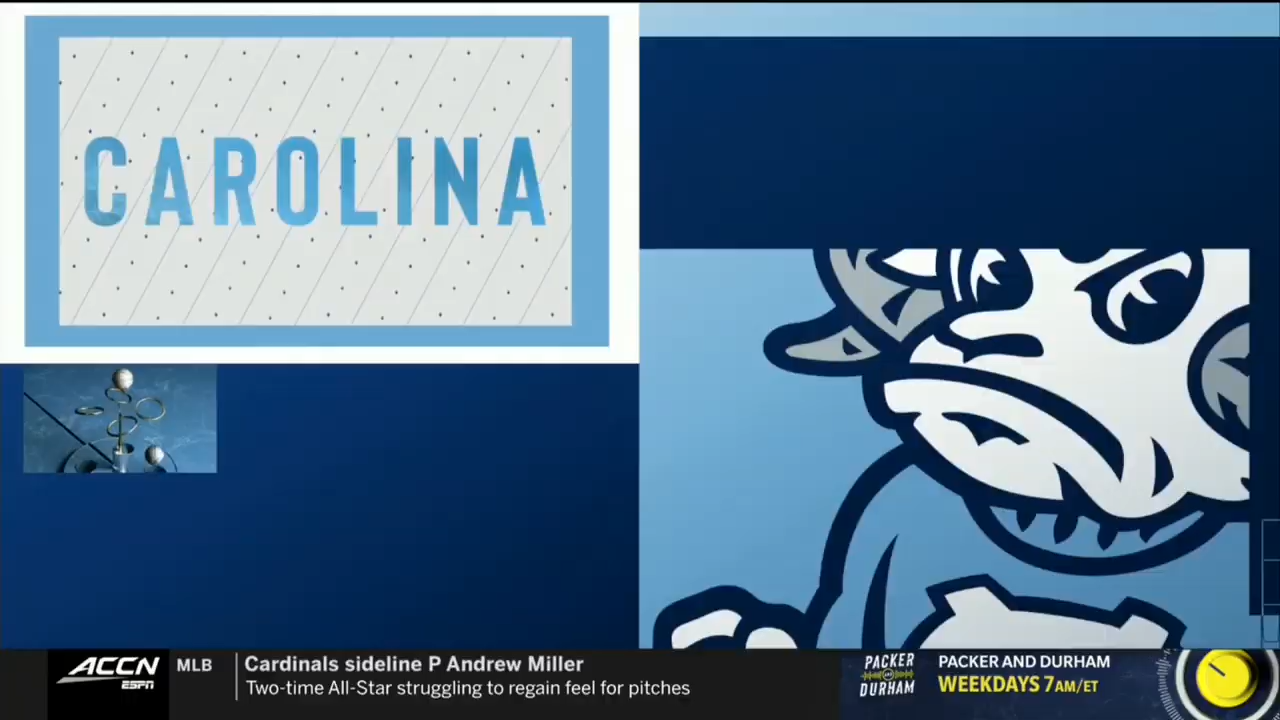 CAROLINA
ACCN
ESPN
MLB
Cardinals sideline P Andrew Miller
Two-time All-Star struggling to regain feel for pitches
PACKER
AND
DURHAM
PACKER AND DURHAM
WEEKDAYS 7AM/ET